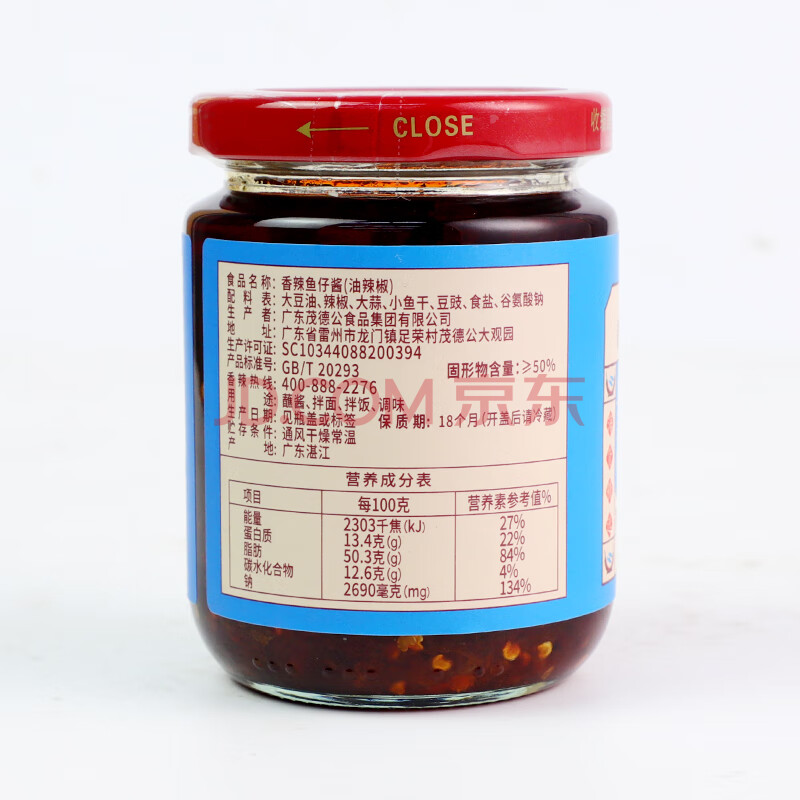 CLOSE
食品名称：香辣鱼仔酱(油辣椒)
配料表：大豆油、辣椒、大蒜、小鱼干、豆豉、食盐、谷氨酸钠
生产者：广东茂德公食品集团有限公司
地址：广东省雷州市龙门镇足荣村茂德公大观园
生产许可证：SC10344088200394
产品标准号：GB/T 20293 固形物含量：≥50%
香辣热线：400-888-2276
用途：蘸酱、拌面、拌饭、调味
生产日期：见瓶盖或标签 保质期：18个月(开盖后请冷藏)
贮存条件：通风干燥常温
产地：广东湛江
营养成分表
项目 每100克 营养素参考值%
能量 2303千焦(kJ) 27%
蛋白质 13.4克(g) 22%
脂肪 50.3克(g) 84%
碳水化合物 12.6克(g) 4%
钠 2690毫克(mg) 134%
JD.COM 京东